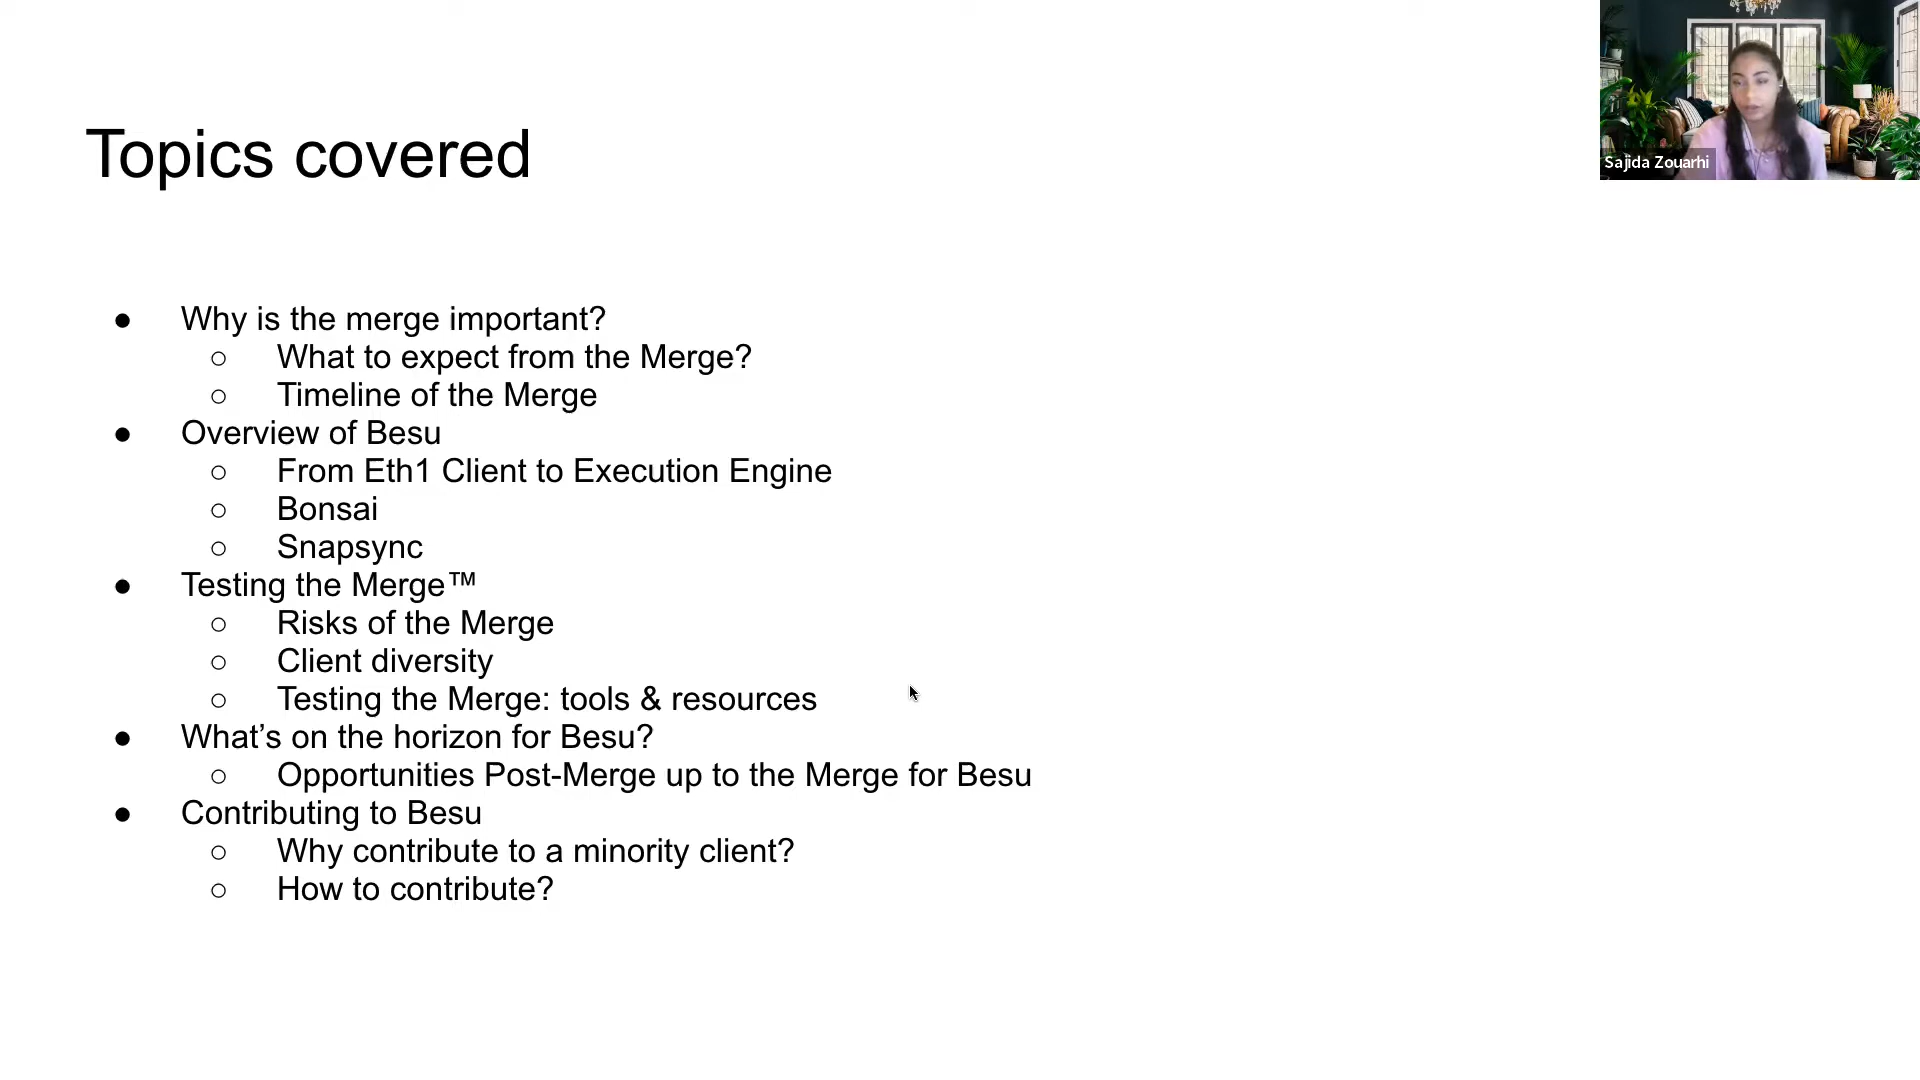 Topics covered
Sajida Zouarhi
● Why is the merge important?
○ What to expect from the Merge?
○ Timeline of the Merge
● Overview of Besu
○ From Eth1 Client to Execution Engine
○ Bonsai
○ Snapsync
● Testing the Merge™
○ Risks of the Merge
○ Client diversity
○ Testing the Merge: tools & resources
● What’s on the horizon for Besu?
○ Opportunities Post-Merge up to the Merge for Besu
● Contributing to Besu
○ Why contribute to a minority client?
○ How to contribute?